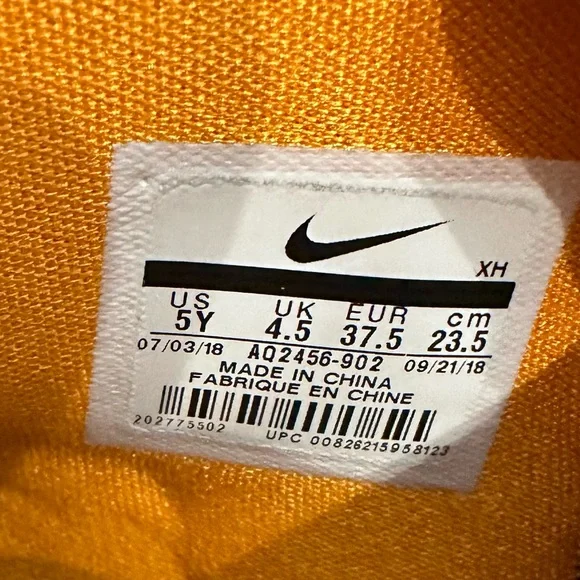 XH
US UK EUR cm
5Y 4.5 37.5 23.5
07/03/18 AQ2456-902 09/21/18
MADE IN CHINA
FABRIQUE EN CHINE
202775502 UPC 00826215958123